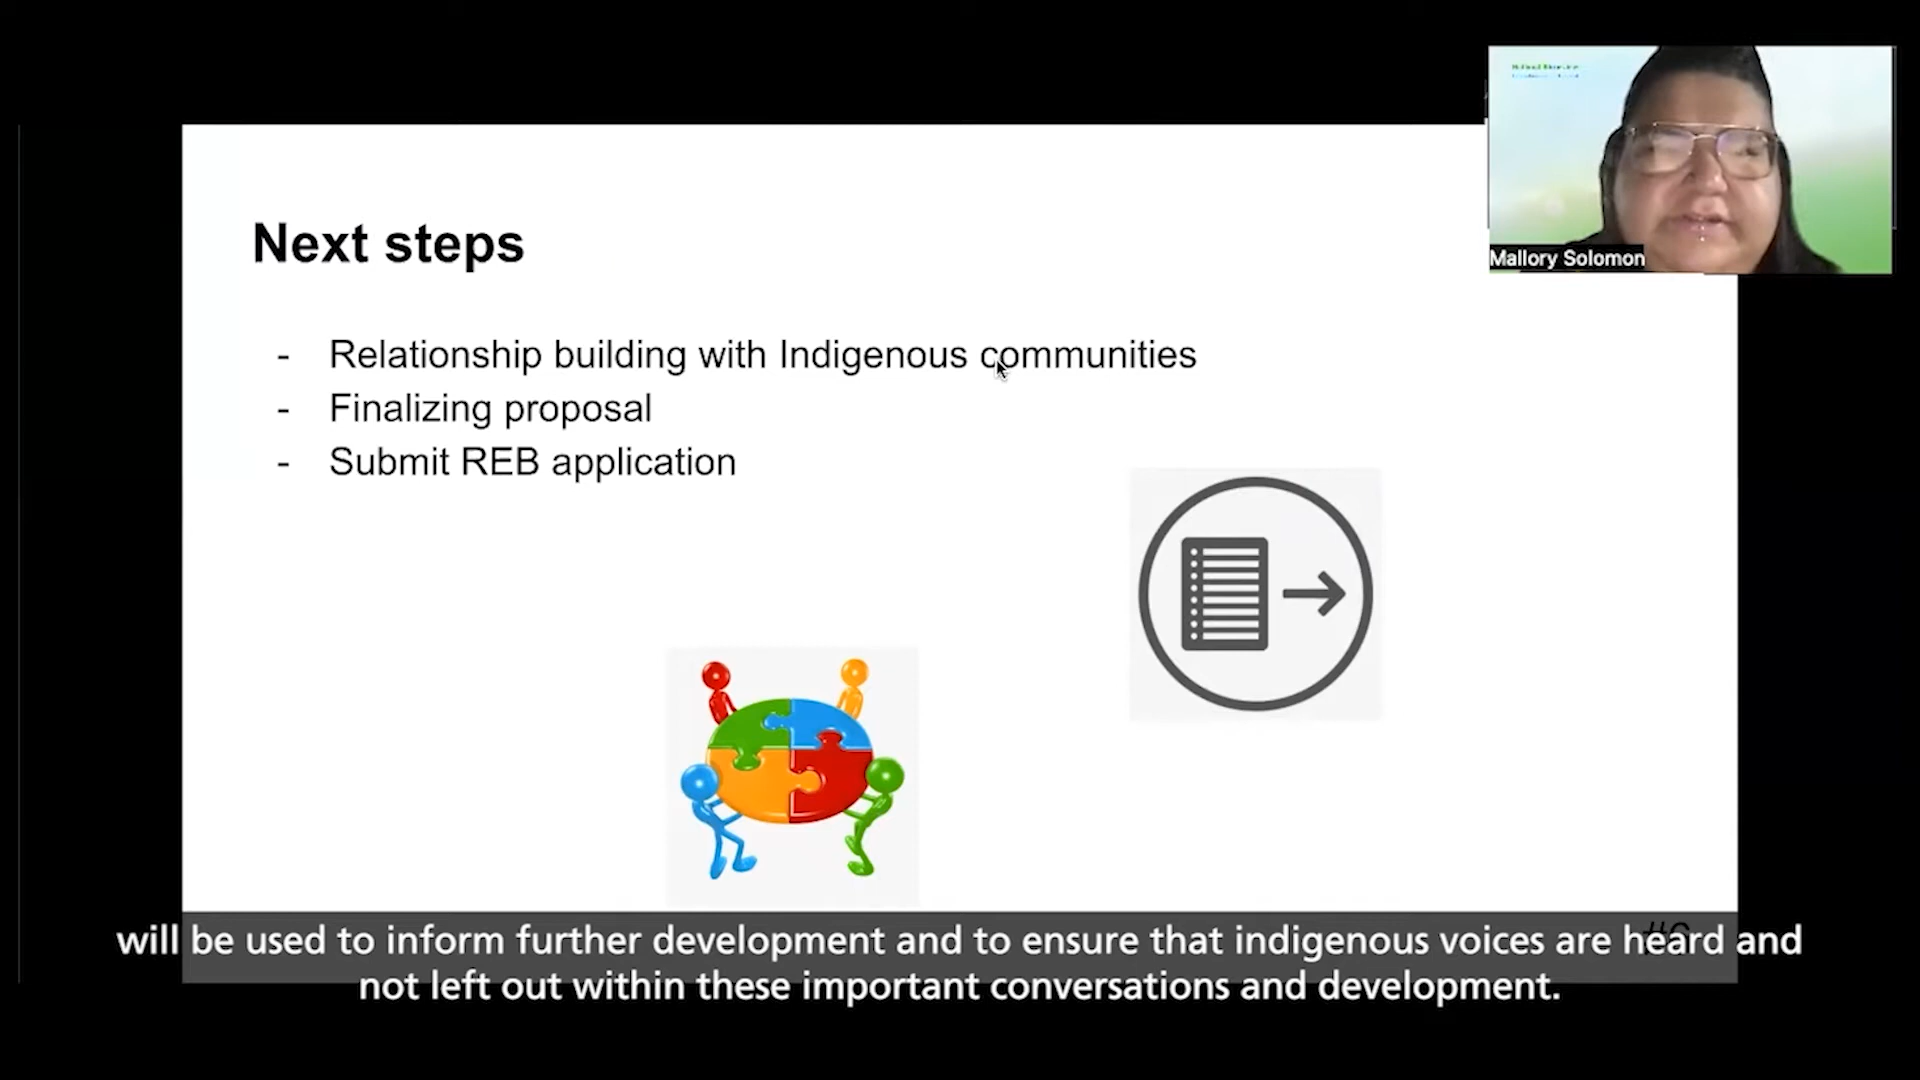 Mallory Solomon
Next steps
- Relationship building with Indigenous communities
- Finalizing proposal
- Submit REB application
will be used to inform further development and to ensure that indigenous voices are heard and
not left out within these important conversations and development.